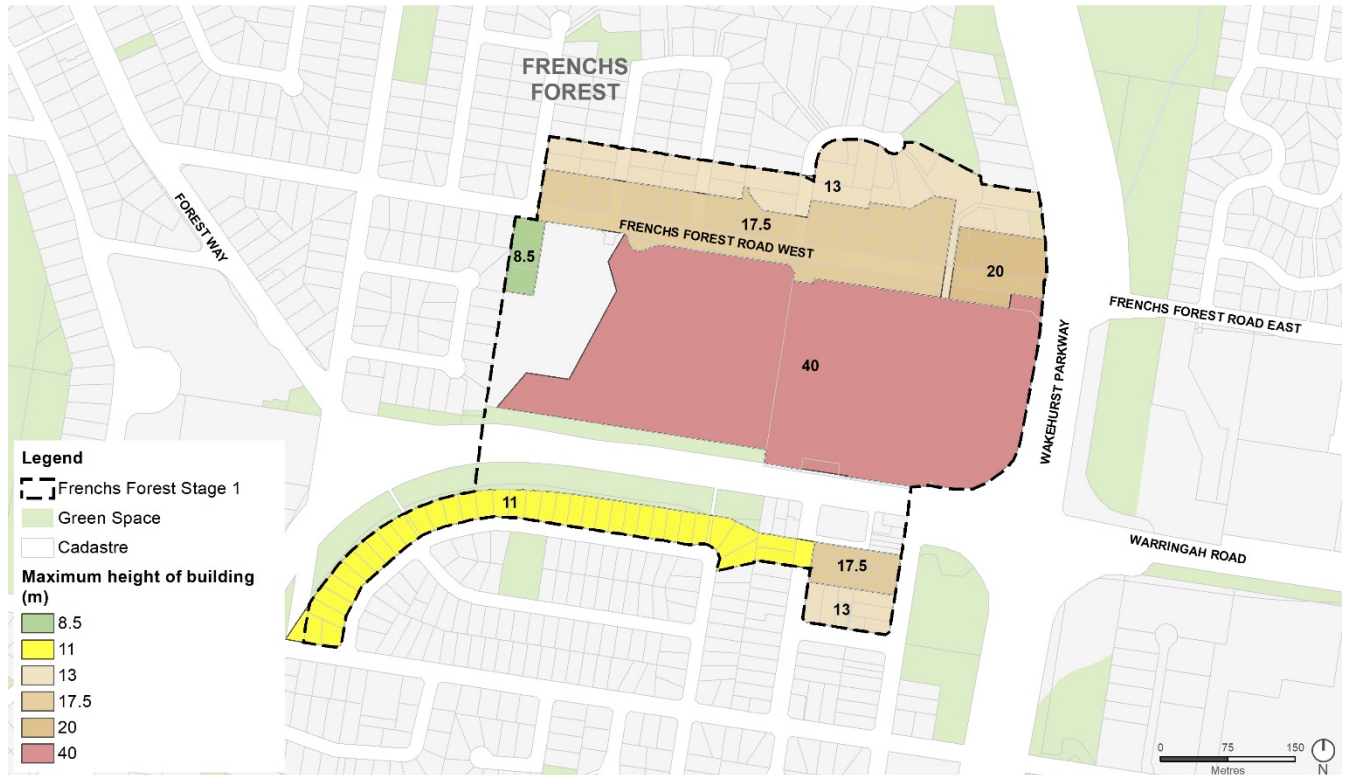 FRENCHS
FOREST
FOREST WAY
13
17.5
FRENCHS FOREST ROAD WEST
8.5
20
FRENCHS FOREST ROAD EAST
40
WAKEHURST PARKWAY
11
WARRINGAH ROAD
17.5
13
Legend
Frenchs Forest Stage 1
Green Space
Cadastre
Maximum height of building
(m)
8.5
11
13
17.5
20
40
0 75 150
Metres
N